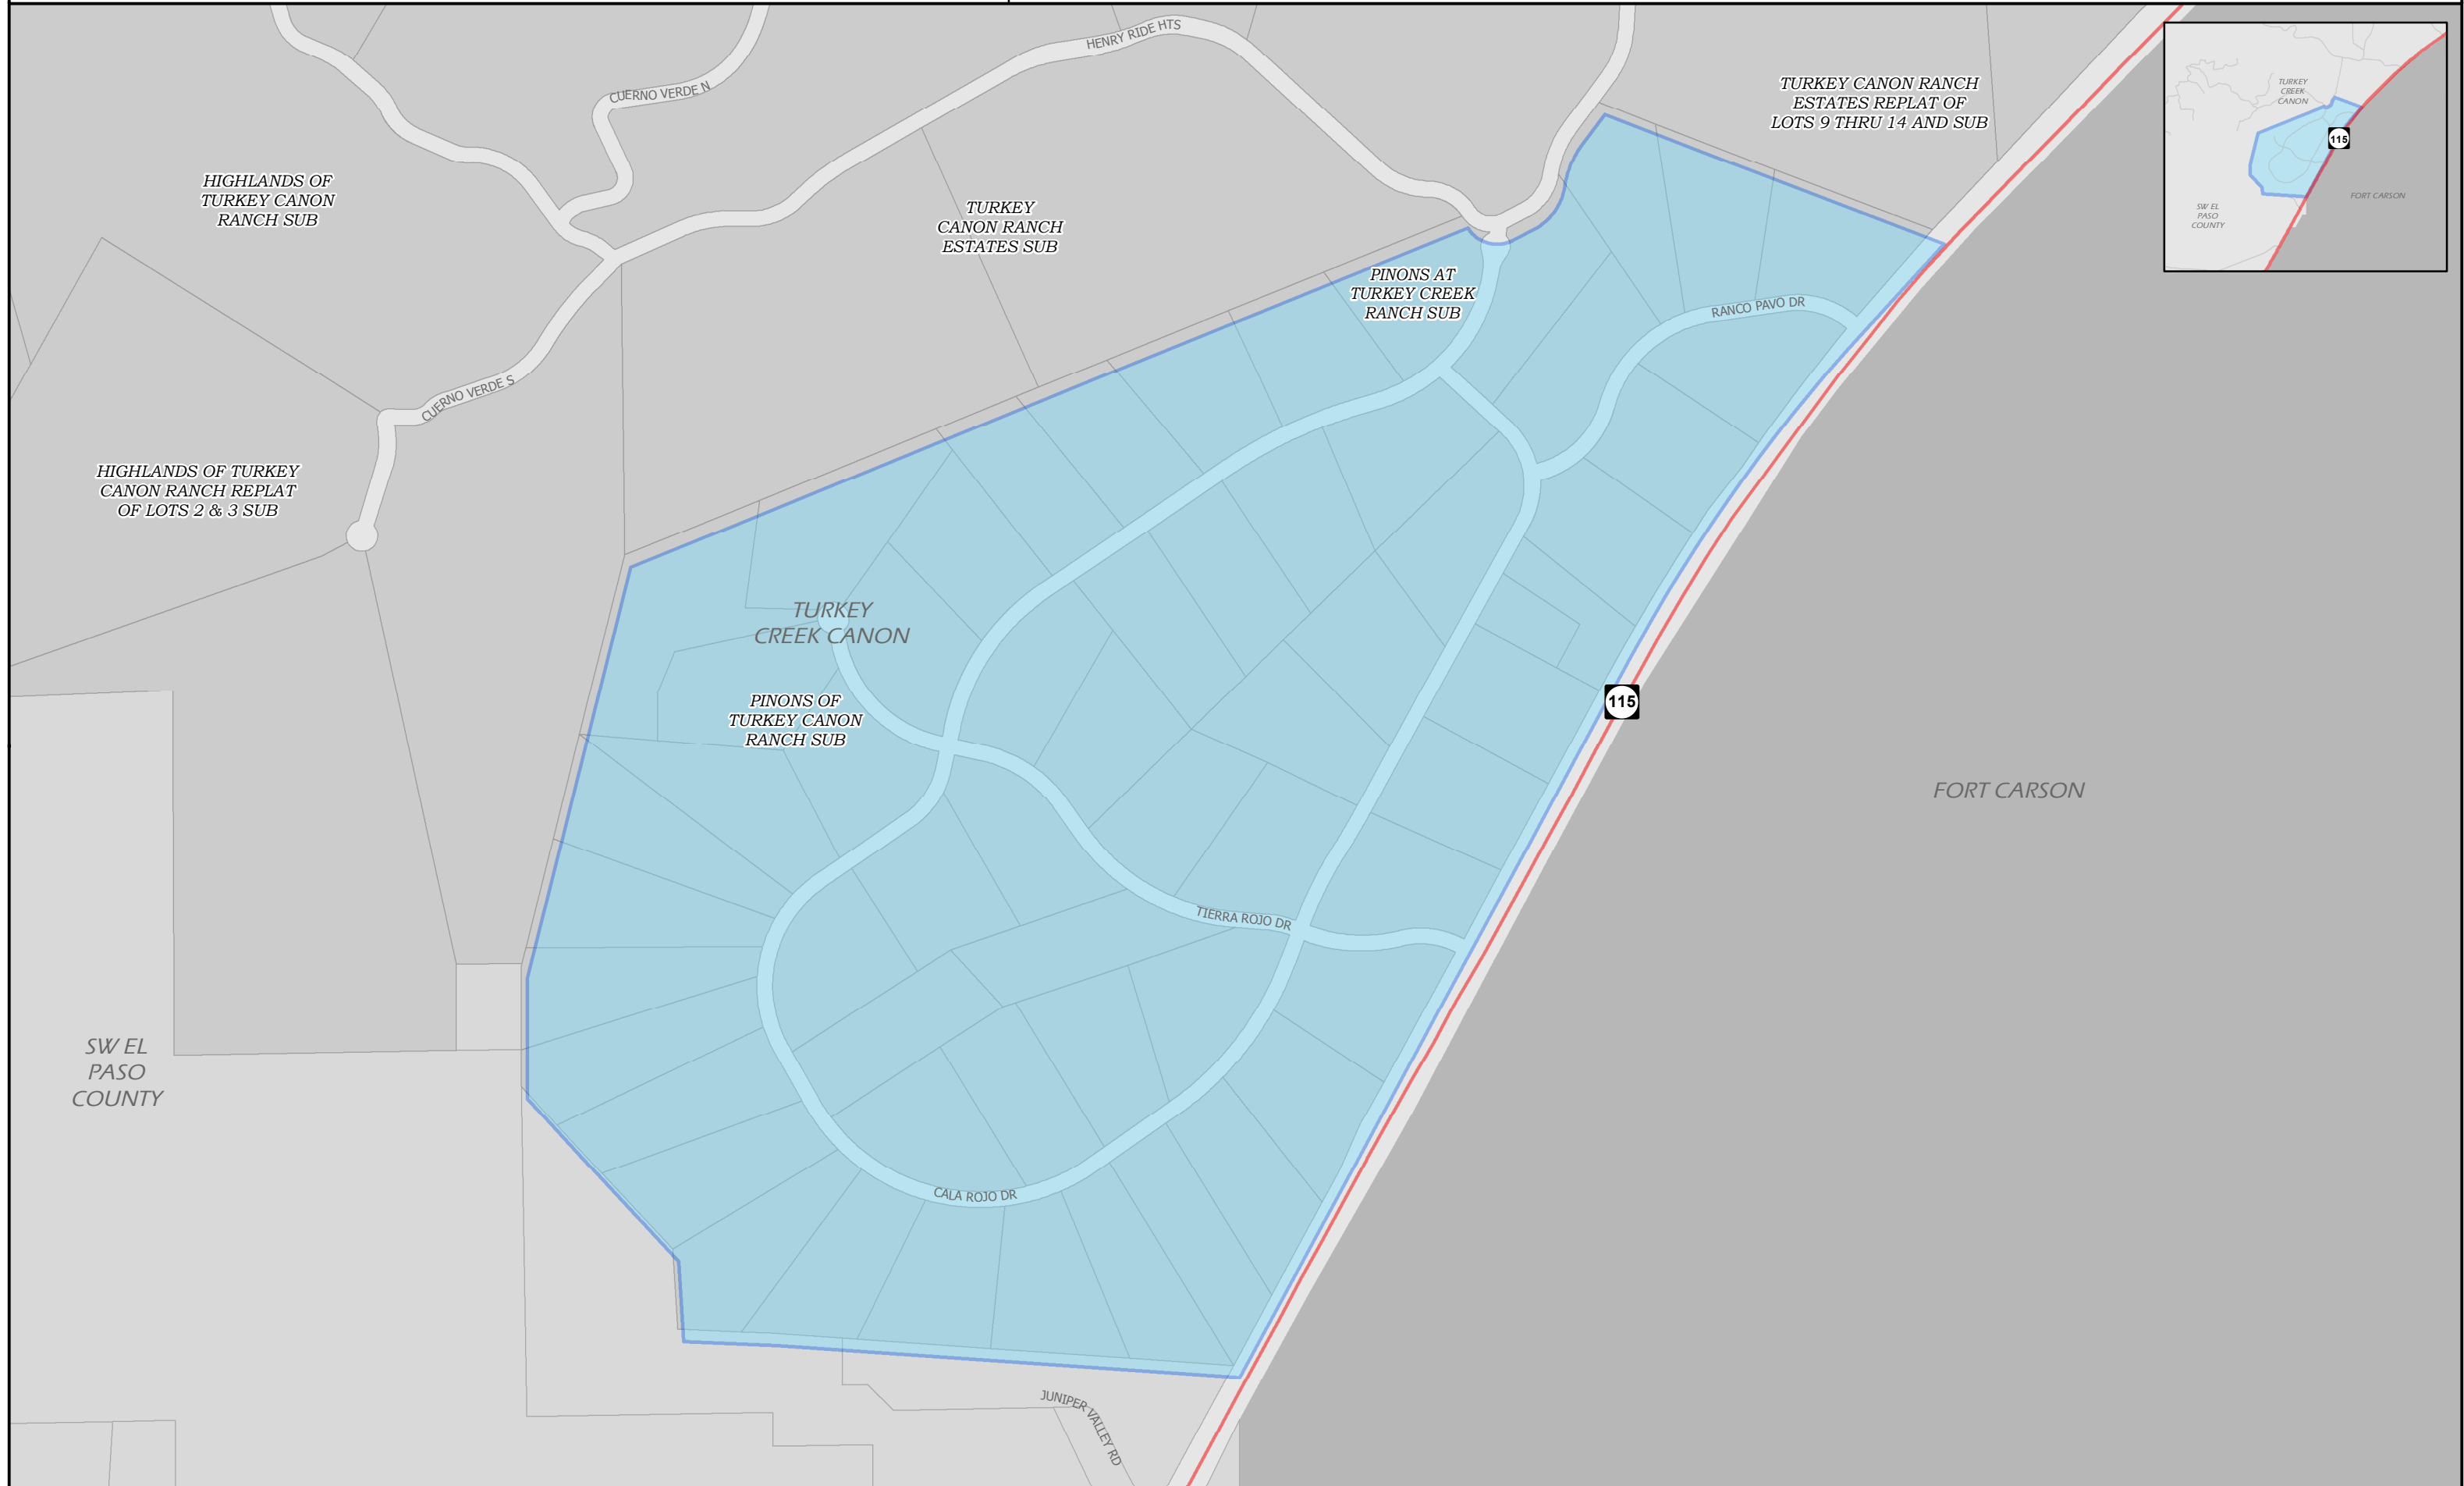 HENRY RIDE HTS
CUERNO VERDE N
TURKEY CANON RANCH
ESTATES REPLAT OF
LOTS 9 THRU 14 AND SUB
TURKEY
CREEK
CANON
115
FORT CARSON
SW EL
PASO
COUNTY
HIGHLANDS OF
TURKEY CANON
RANCH SUB
TURKEY
CANON RANCH
ESTATES SUB
PINONS AT
TURKEY CREEK
RANCH SUB
RANCO PAVO DR
CUERNO VERDE S
HIGHLANDS OF TURKEY
CANON RANCH REPLAT
OF LOTS 2 & 3 SUB
TURKEY
CREEK CANON
PINONS OF
TURKEY CANON
RANCH SUB
115
FORT CARSON
TIERRA ROJO DR
SW EL
PASO
COUNTY
CALA ROJO DR
JUNIPER VALLEY RD